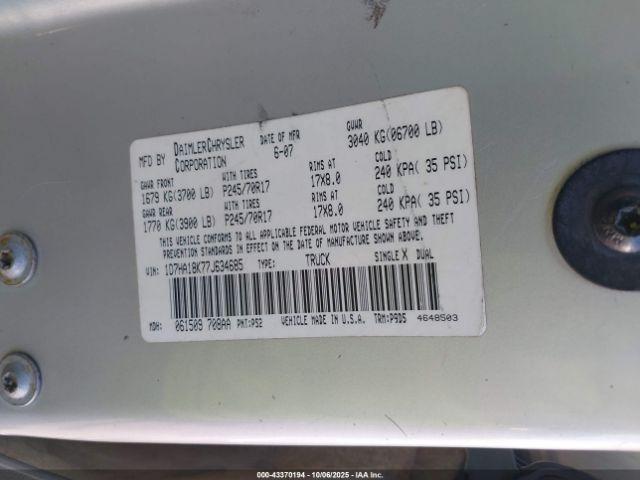 MFD BY DAIMLERCHRYSLER CORPORATION
DATE OF MFR 6-07
GVWR 3040 KG(06700 LB)
GAWR FRONT WITH TIRES RIMS AT COLD
1679 KG(3700 LB) P245/70R17 17X8.0 240 KPA( 35 PSI)
GAWR REAR WITH TIRES RIMS AT COLD
1770 KG(3900 LB) P245/70R17 17X8.0 240 KPA( 35 PSI)
THIS VEHICLE CONFORMS TO ALL APPLICABLE FEDERAL MOTOR VEHICLE SAFETY AND THEFT
PREVENTION STANDARDS IN EFFECT ON THE DATE OF MANUFACTURE SHOWN ABOVE.
VIN: 1D7HA18K77J634685 TYPE: TRUCK SINGLE X DUAL
MDH: 061509 708AA PNT:PS2 VEHICLE MADE IN U.S.A. TRM:P9D5 4648503
000-43370194 - 10/06/2025 - IAA Inc.